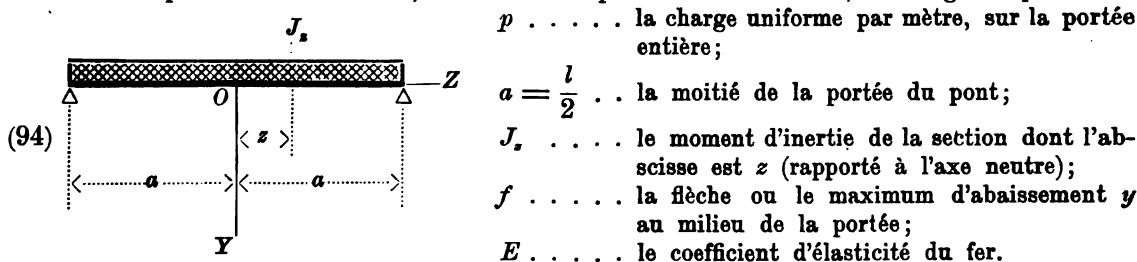 p . . . . . la charge uniforme par mètre, sur la portée
entière;
a = l/2 . . la moitié de la portée du pont;
J_z . . . . le moment d'inertie de la section dont l'ab-
scisse est z (rapporté à l'axe neutre);
f . . . . . la flèche ou le maximum d'abaissement y
au milieu de la portée;
E . . . . . le coefficient d'élasticité du fer.
(94)
J_z
Z
O
z
a
a
Y